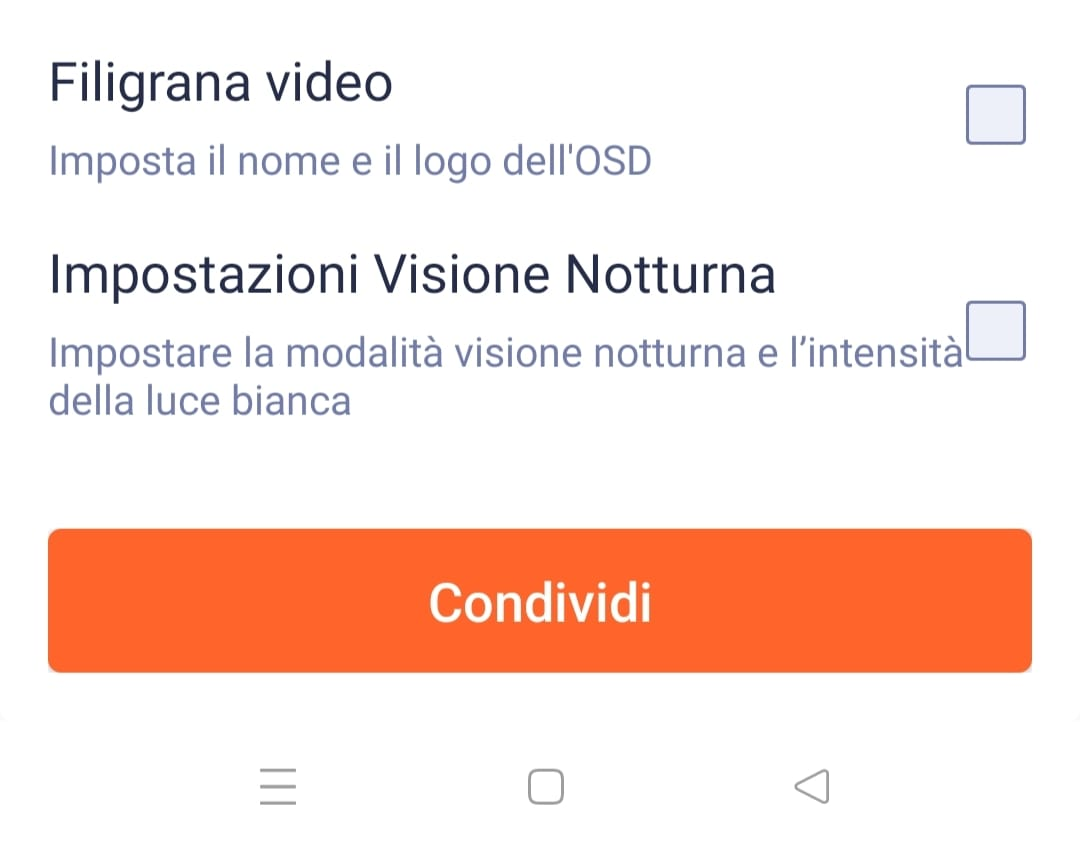 Filigrana video
Imposta il nome e il logo dell'OSD
Impostazioni Visione Notturna
Impostare la modalità visione notturna e l’intensità
della luce bianca
Condividi